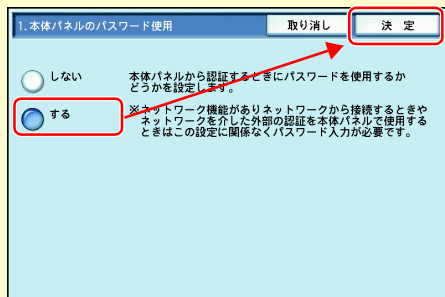 1.本体パネルのパスワード使用
取り消し
決 定
しない
本体パネルから認証するときにパスワードを使用するか
どうかを設定します。
する
※ネットワーク機能がありネットワークから接続するときや
ネットワークを介した外部の認証を本体パネルで使用する
ときはこの設定に関係なくパスワード入力が必要です。